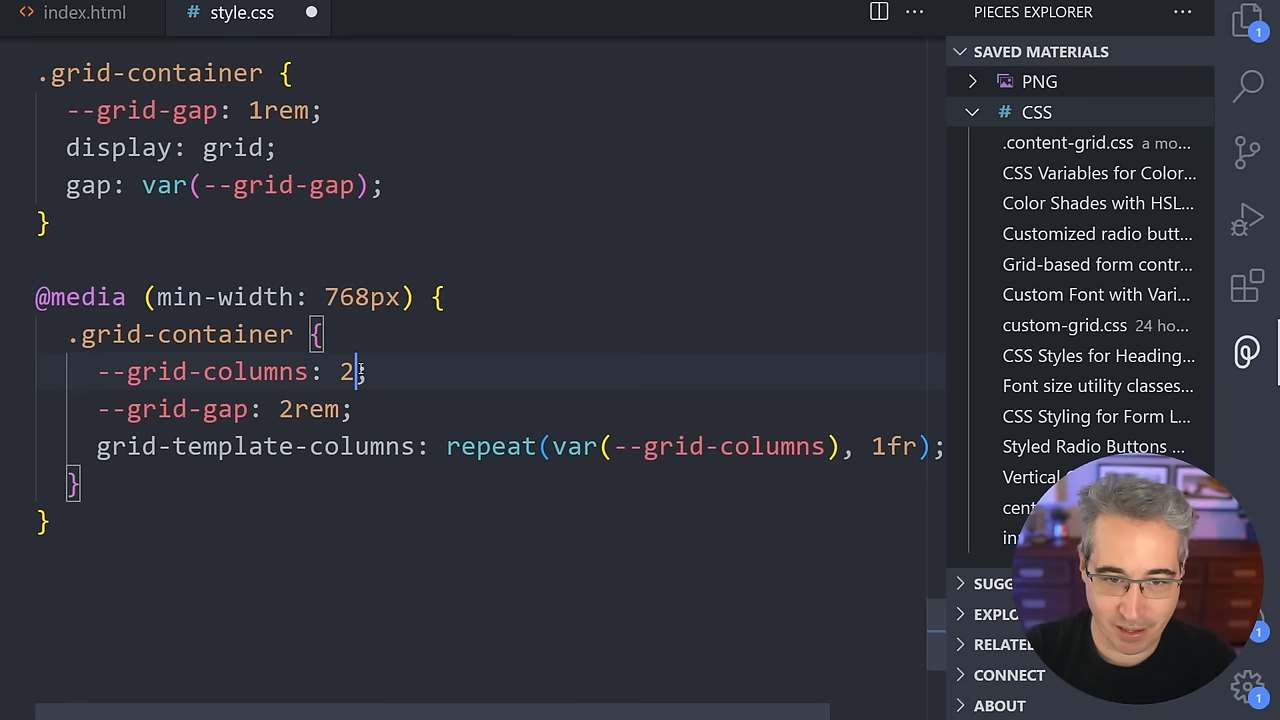 index.html
style.css
.grid-container {
--grid-gap: 1rem;
display: grid;
gap: var(--grid-gap);
}
@media (min-width: 768px) {
.grid-container {
--grid-columns: 2;
--grid-gap: 2rem;
grid-template-columns: repeat(var(--grid-columns), 1fr);
}
}
PIECES EXPLORER
SAVED MATERIALS
PNG
# CSS
.content-grid.css a mo...
CSS Variables for Color...
Color Shades with HSL...
Customized radio butt...
Grid-based form contr...
Custom Font with Vari...
custom-grid.css 24 ho...
CSS Styles for Heading...
Font size utility classes...
CSS Styling for Form L...
Styled Radio Buttons ...
Vertical
CONNECT
ABOUT
1
1
1